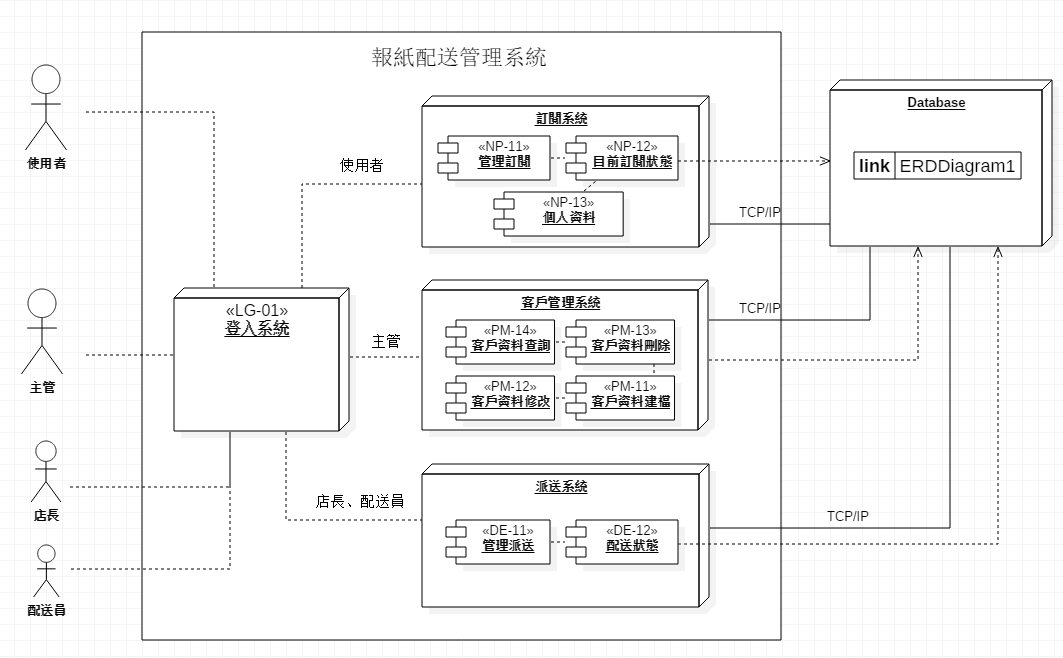 報紙配送管理系統
使用者
主管
店長
配送員
«LG-01»
登入系統
使用者
主管
店長、配送員
訂閱系統
«NP-11»
管理訂閱
«NP-12»
目前訂閱狀態
«NP-13»
個人資料
客戶管理系統
«PM-14»
客戶資料查詢
«PM-13»
客戶資料刪除
«PM-12»
客戶資料修改
«PM-11»
客戶資料建檔
派送系統
«DE-11»
管理派送
«DE-12»
配送狀態
TCP/IP
TCP/IP
TCP/IP
Database
link ERDDiagram1